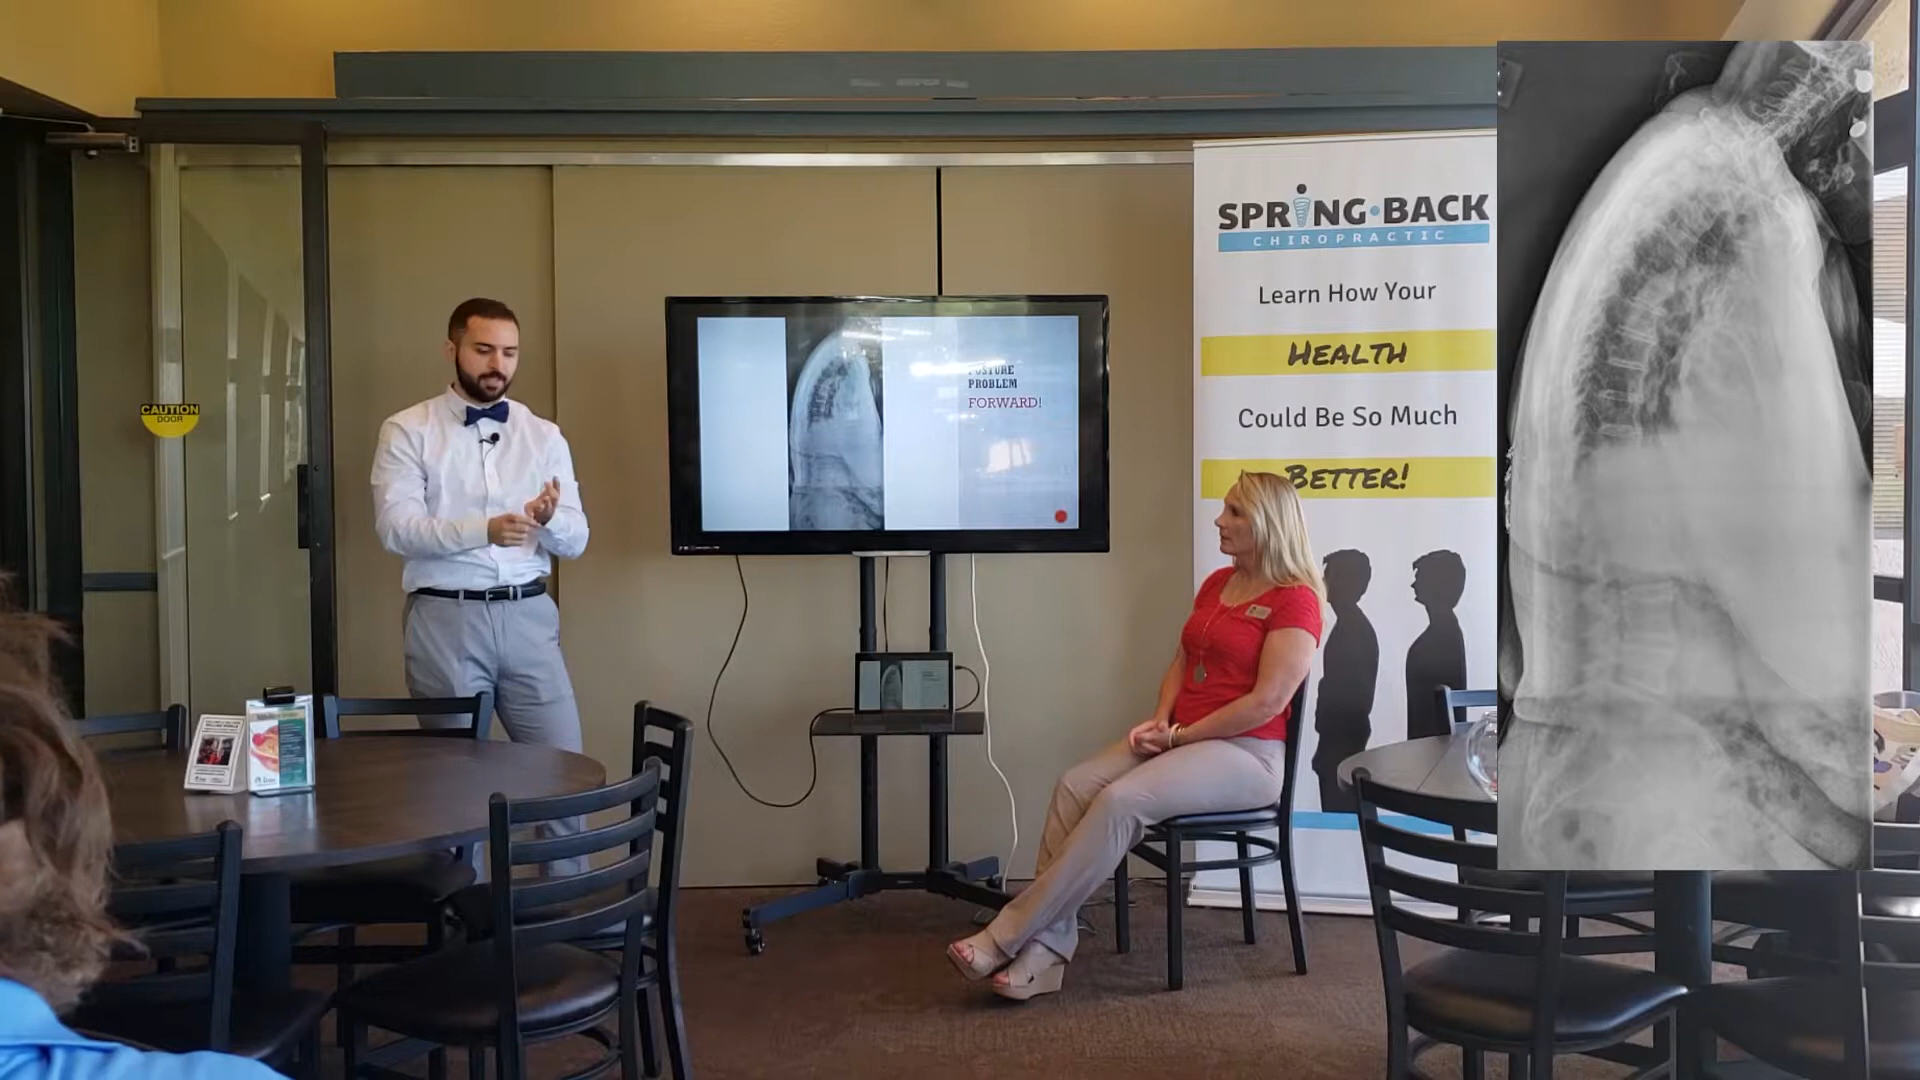 CAUTION
DOOR
POSTURE
PROBLEM
FORWARD!
SPRING·BACK
CHIROPRACTIC
Learn How Your
HEALTH
Could Be So Much
BETTER!